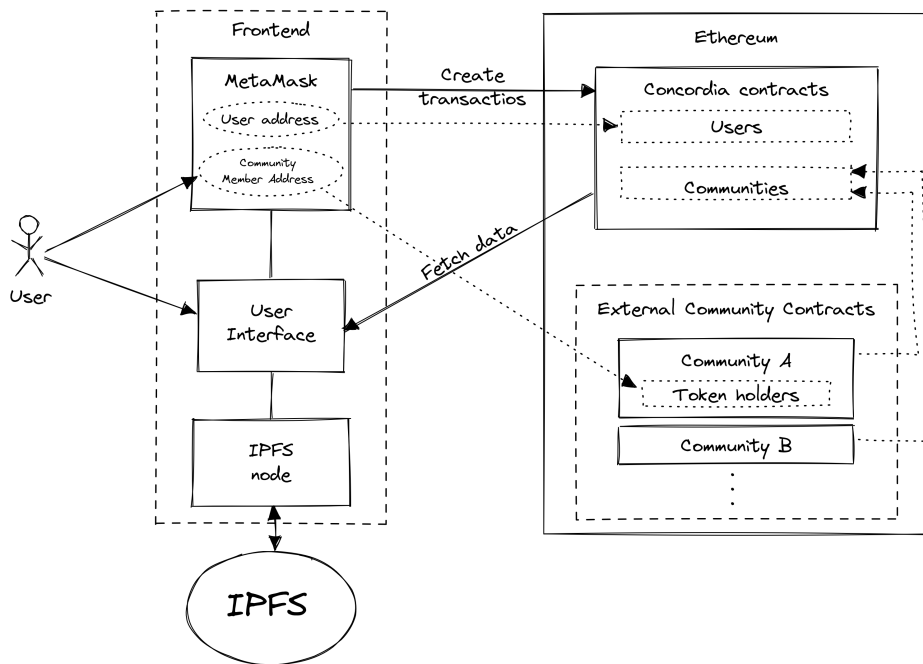 Frontend
MetaMask
User address
Community
Member Address
User
User
Interface
IPFS
node
IPFS
Create
transactios
Fetch data
Ethereum
Concordia contracts
Users
Communities
External Community Contracts
Community A
Token holders
Community B